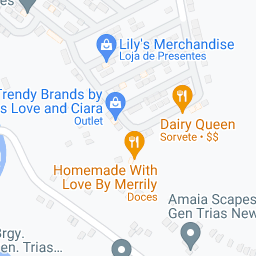 Lily's Merchandise
Loja de Presentes
Trendy Brands by
s Love and Ciara
Outlet
Dairy Queen
Sorvete • $$
Homemade With
Love By Merrily
Doces
Amaia Scapes
Gen Trias New
Brgy.
en. Trias...